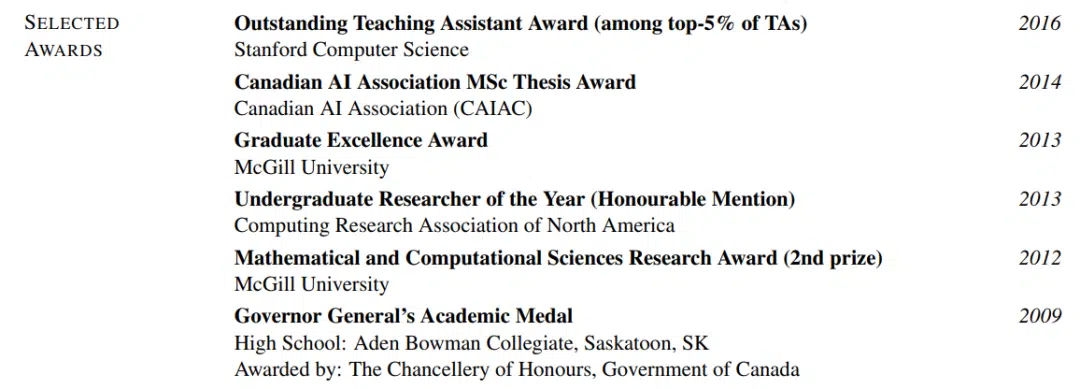 SELECTED
AWARDS
Outstanding Teaching Assistant Award (among top-5% of TAs) 2016
Stanford Computer Science
Canadian AI Association MSc Thesis Award 2014
Canadian AI Association (CAIAC)
Graduate Excellence Award 2013
McGill University
Undergraduate Researcher of the Year (Honourable Mention) 2013
Computing Research Association of North America
Mathematical and Computational Sciences Research Award (2nd prize) 2012
McGill University
Governor General's Academic Medal 2009
High School: Aden Bowman Collegiate, Saskatoon, SK
Awarded by: The Chancellery of Honours, Government of Canada